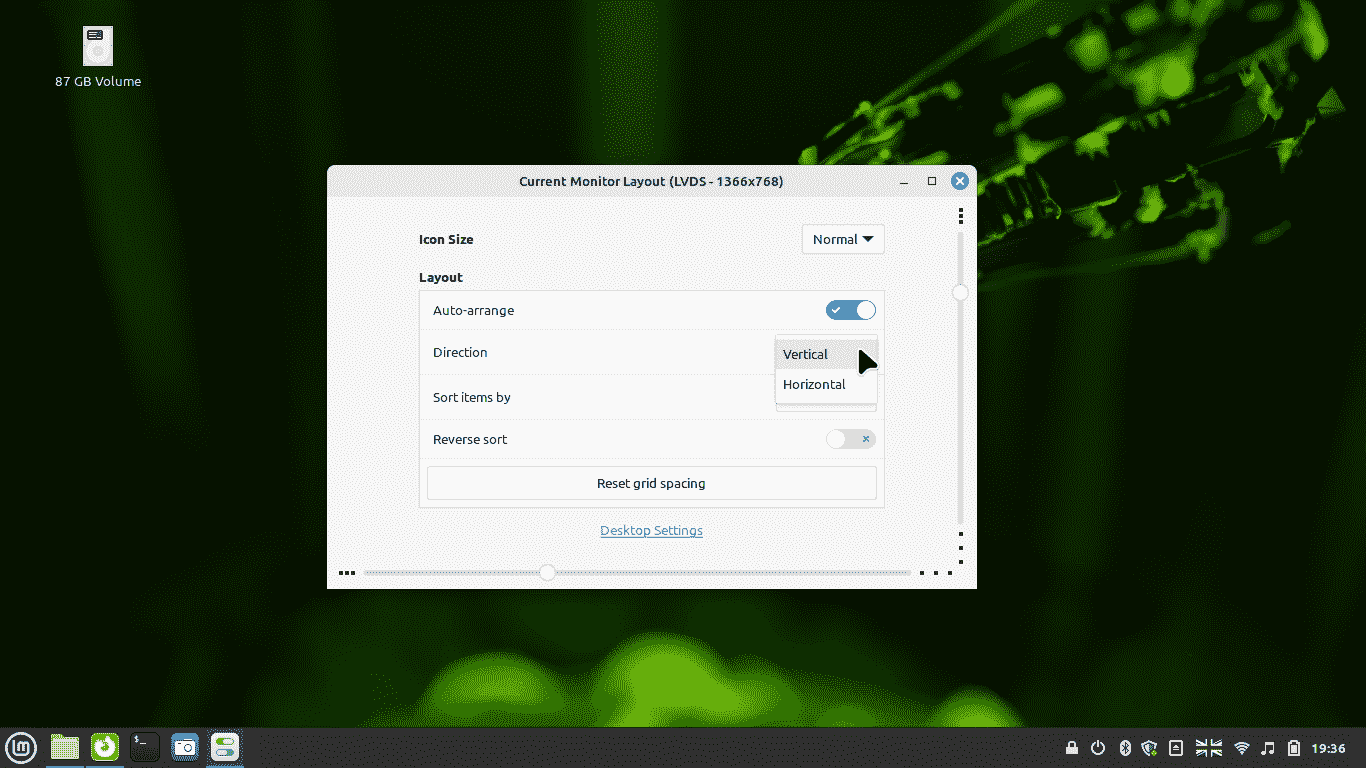 87 GB Volume
Current Monitor Layout (LVDS - 1366x768)
Icon Size
Normal
Layout
Auto-arrange
Direction
Vertical
Horizontal
Sort items by
Reverse sort
Reset grid spacing
Desktop Settings
$_
19:36